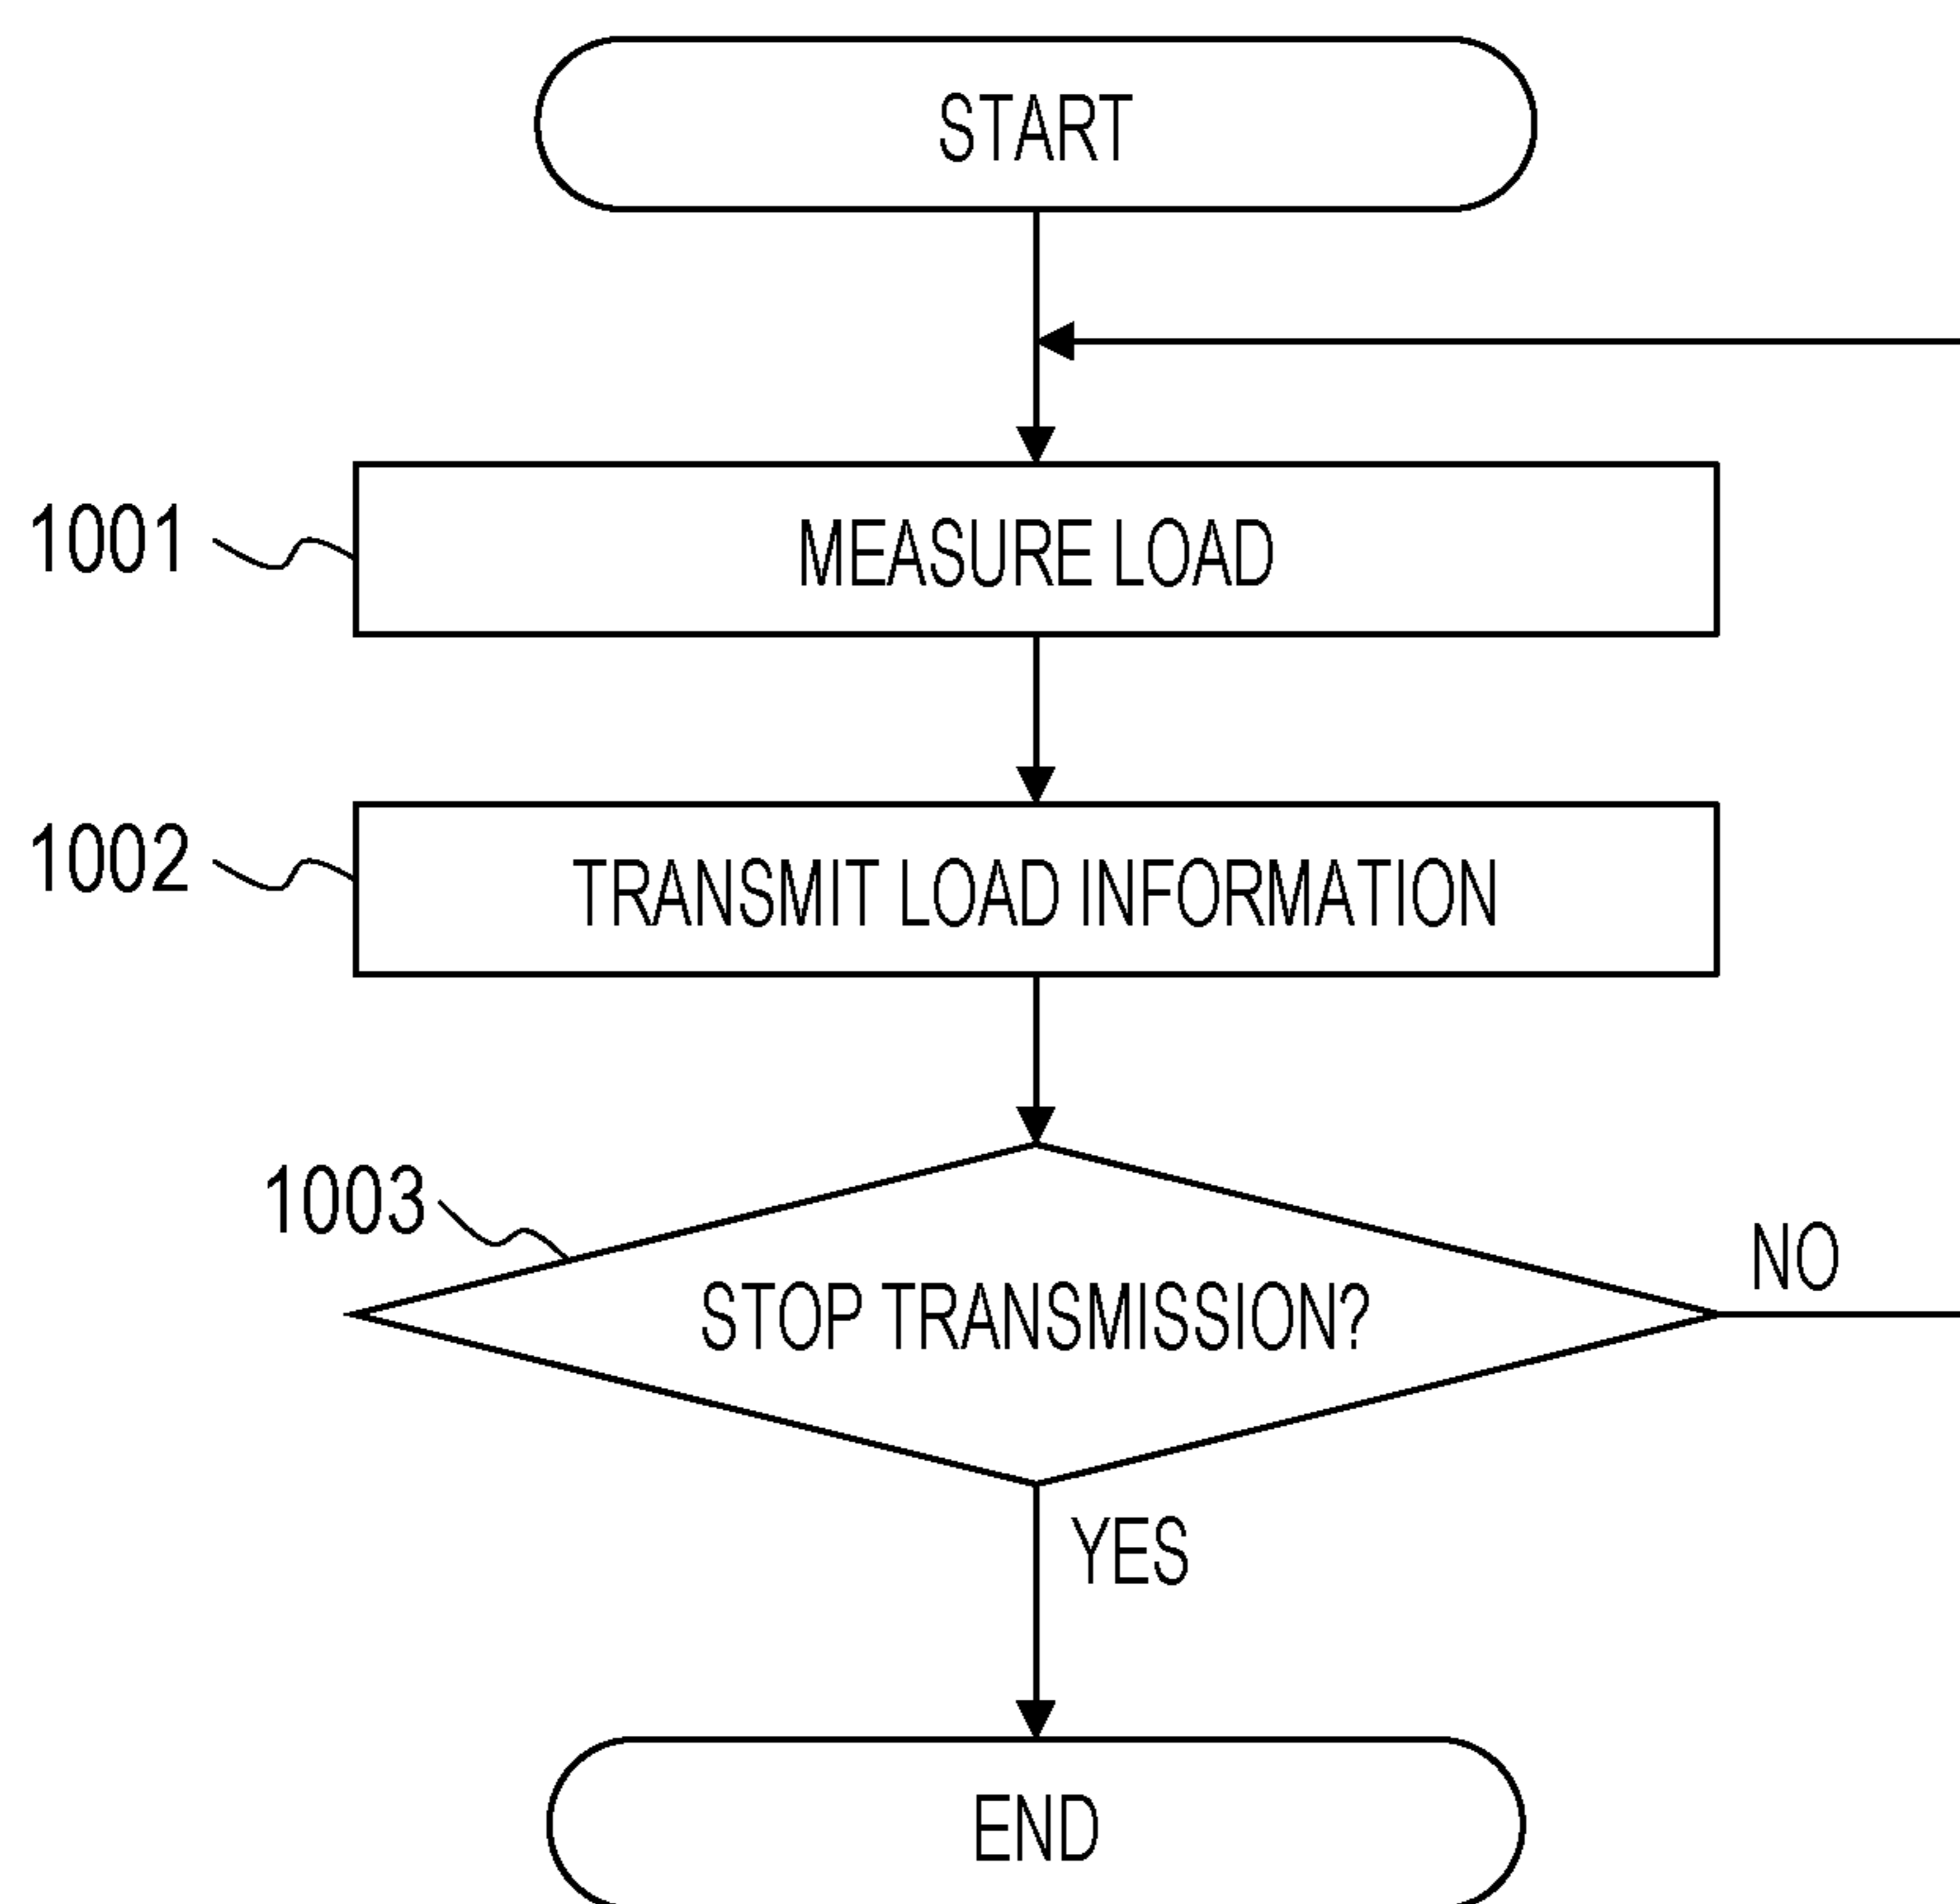 START
1001
MEASURE LOAD
1002
TRANSMIT LOAD INFORMATION
1003
STOP TRANSMISSION?
NO
YES
END